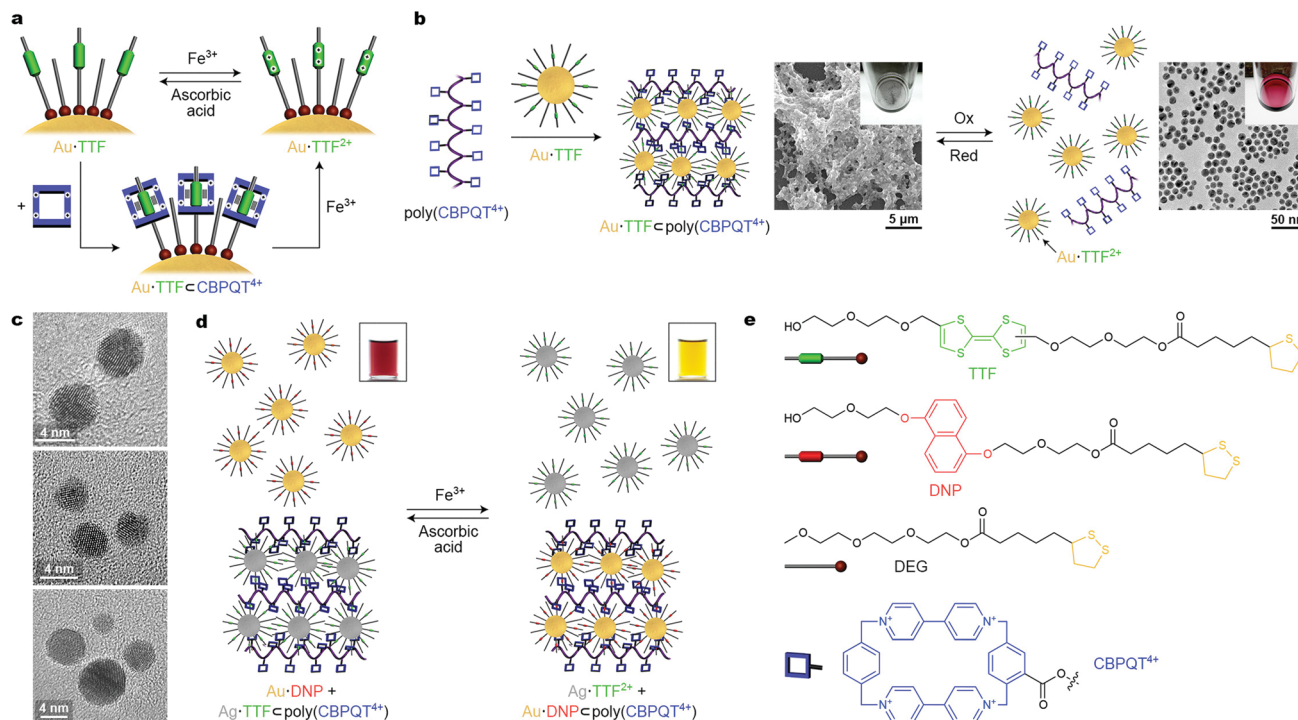 a
Fe³⁺
Ascorbic
acid
Au·TTF
Au·TTF²⁺
+
Fe³⁺
Au·TTF⊂CBPQT⁴⁺
b
poly(CBPQT⁴⁺)
Au·TTF
Au·TTF⊂poly(CBPQT⁴⁺)
5 µm
Ox
Red
Au·TTF²⁺
50 nm
c
4 nm
4 nm
4 nm
d
Fe³⁺
Ascorbic
acid
Au·DNP +
Ag·TTF⊂poly(CBPQT⁴⁺)
Ag·TTF²⁺ +
Au·DNP⊂poly(CBPQT⁴⁺)
e
HO
O
O
O
S
S
S
S
O
O
O
O
S
S
TTF
HO
O
O
O
O
O
O
S
S
DNP
O
O
O
O
O
S
S
DEG
N⁺
N⁺
N⁺
N⁺
O
O
CBPQT⁴⁺